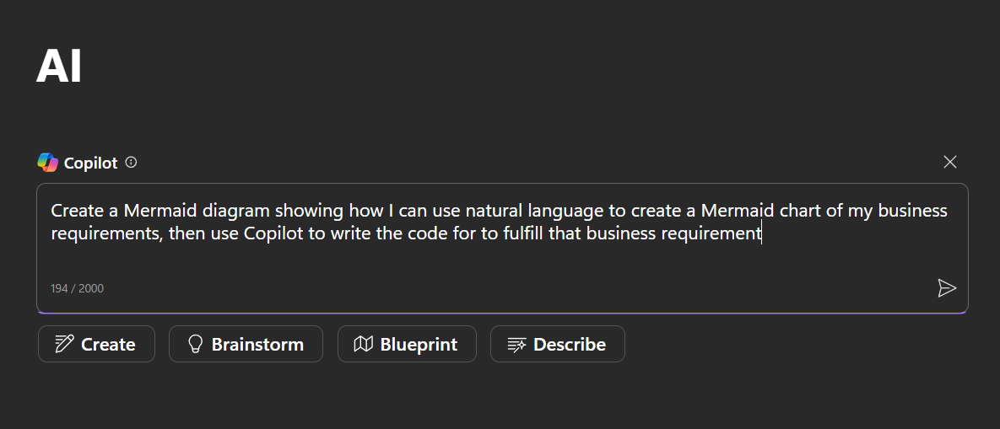 AI
Copilot
Create a Mermaid diagram showing how I can use natural language to create a Mermaid chart of my business
requirements, then use Copilot to write the code for to fulfill that business requirement
194 / 2000
Create
Brainstorm
Blueprint
Describe